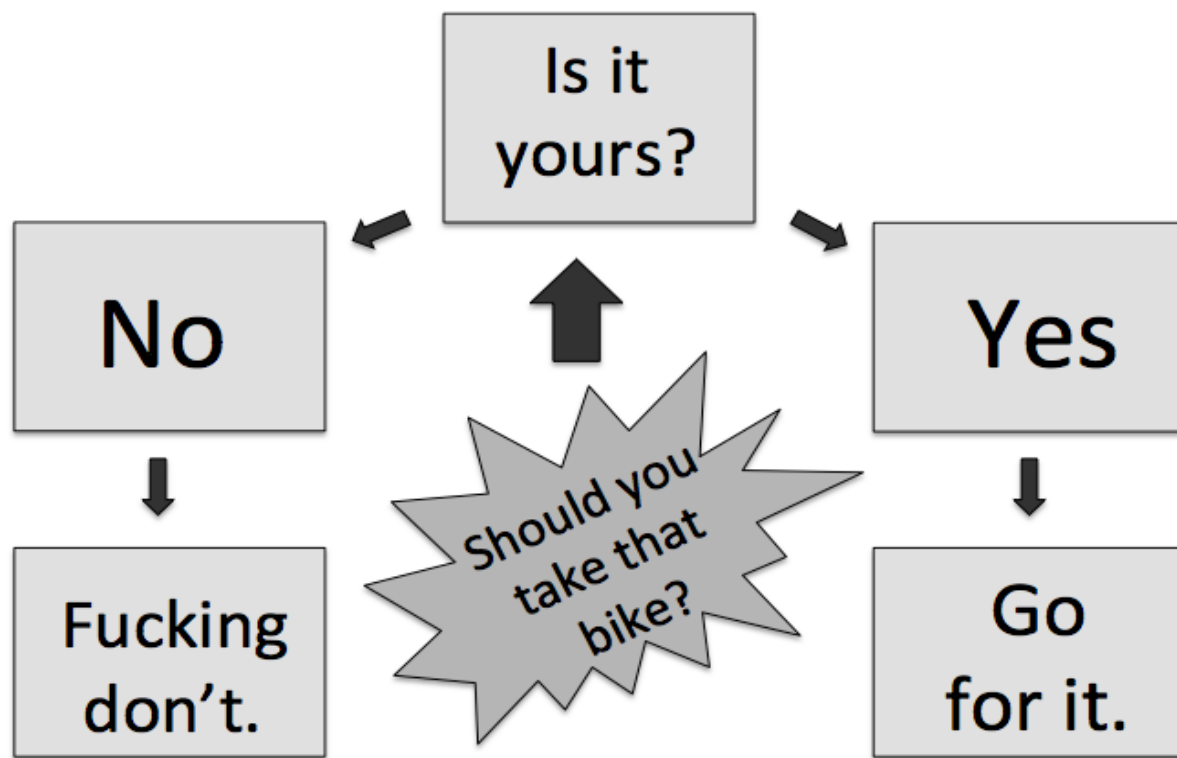 Is it
yours?
No
Yes
Should you
take that
bike?
Fucking
don’t.
Go
for it.